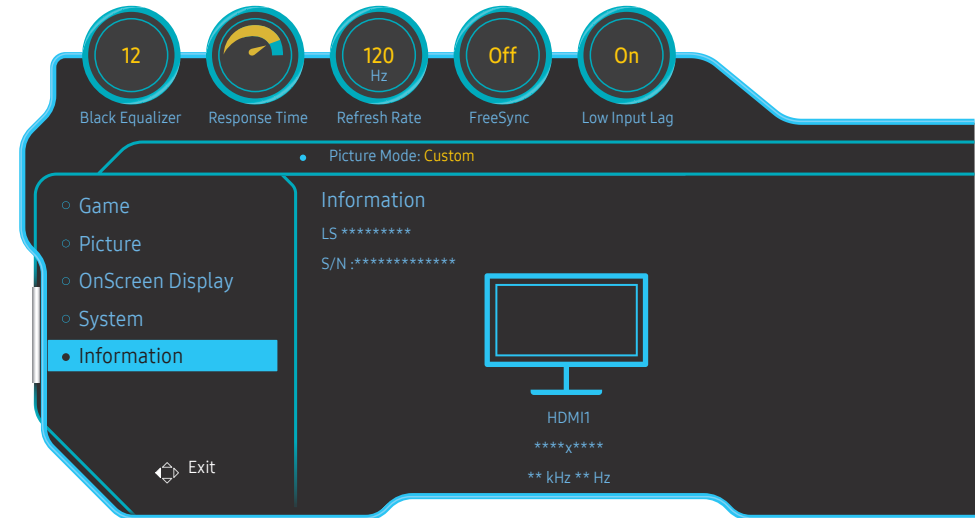 12
120
Hz
Off
On
Black Equalizer
Response Time
Refresh Rate
FreeSync
Low Input Lag
Picture Mode: Custom
Game
Picture
OnScreen Display
System
Information
Exit
Information
LS *********
S/N :*************
HDMI1
****x****
** kHz ** Hz